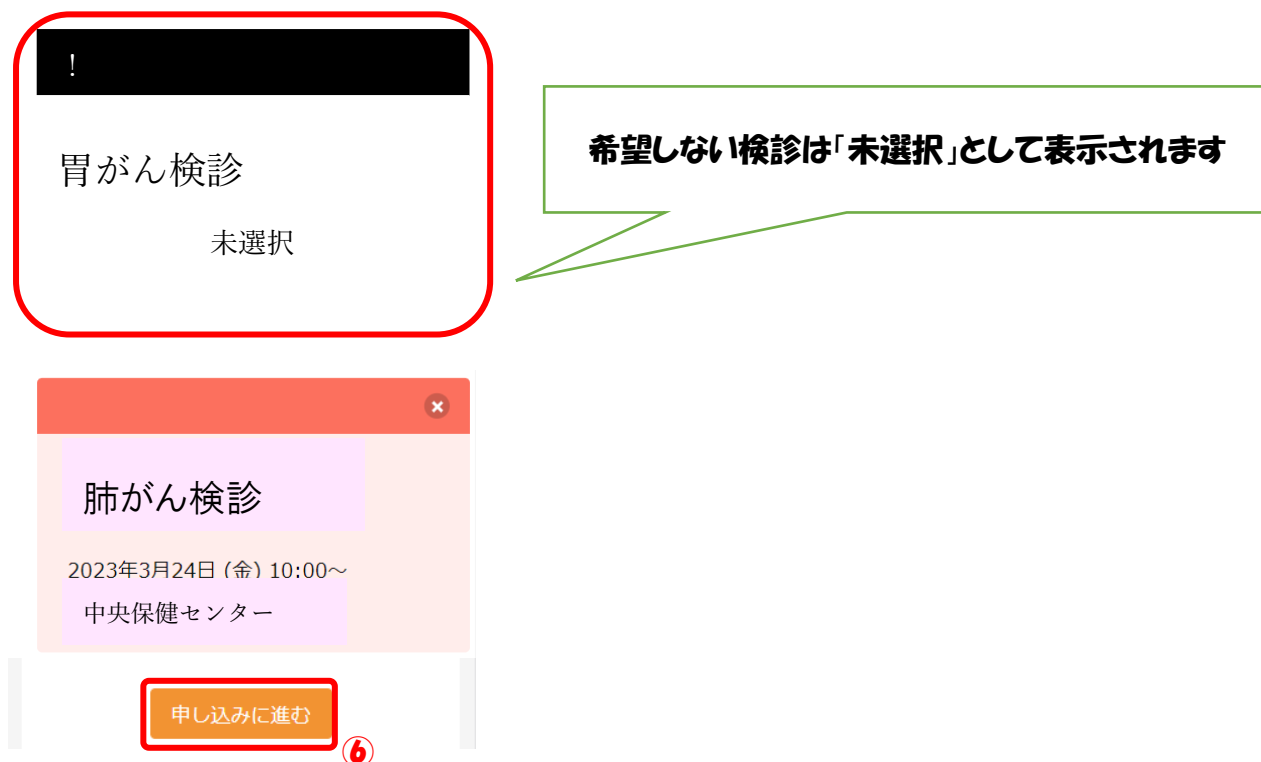 !
胃がん検診
未選択
希望しない検診は「未選択」として表示されます
肺がん検診
2023年3月24日 (金) 10:00～
中央保健センター
申し込みに進む
⑥